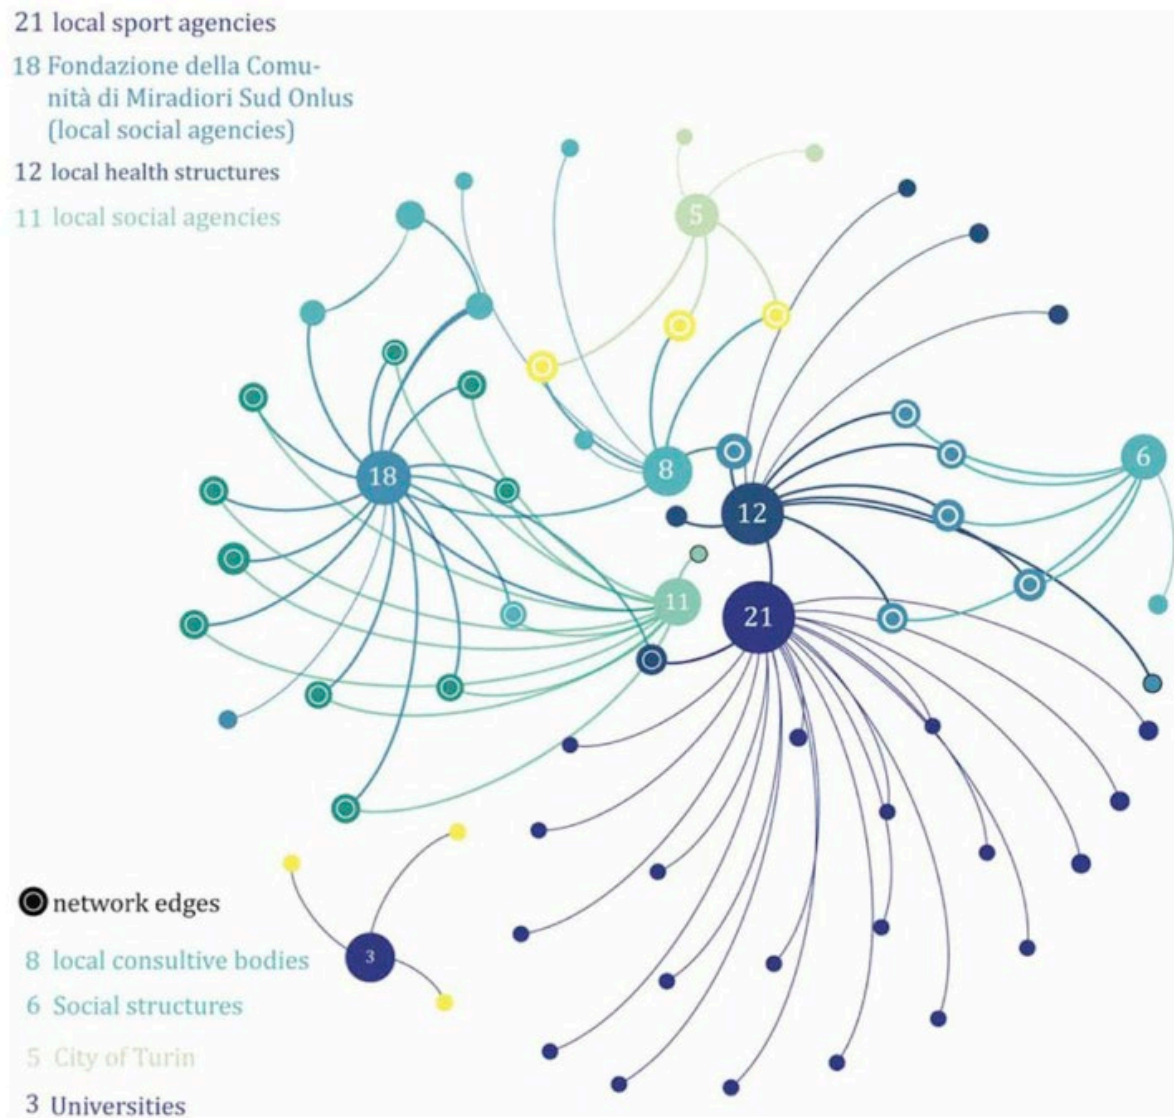 21 local sport agencies
18 Fondazione della Comu-
nità di Miradiori Sud Onlus
(local social agencies)
12 local health structures
11 local social agencies
5
18
8
6
12
11
21
3
network edges
8 local consultive bodies
6 Social structures
5 City of Turin
3 Universities